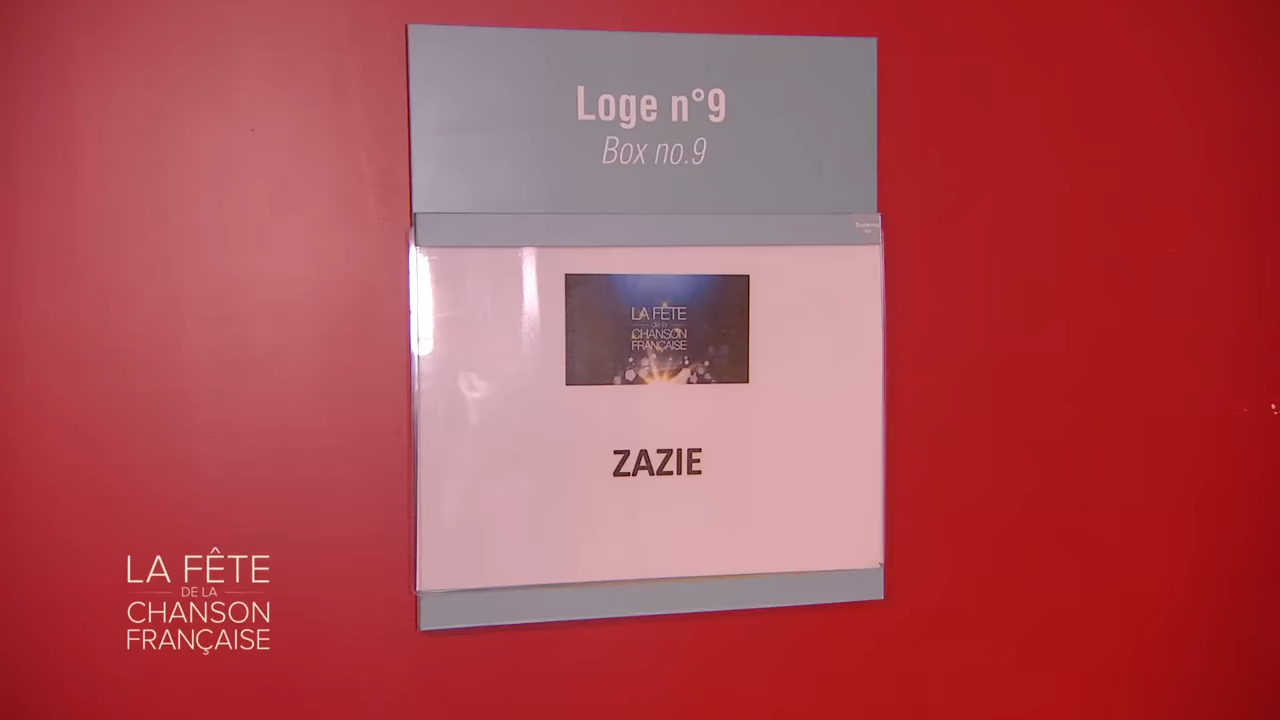 Loge n°9
Box no.9
LA FÊTE
de la
CHANSON
FRANÇAISE
ZAZIE
LA FÊTE
DE LA
CHANSON
FRANÇAISE